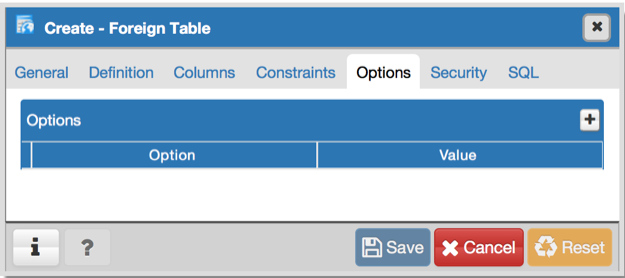 Create - Foreign Table
General Definition Columns Constraints Options Security SQL
Options
Option Value
i ? Save Cancel Reset